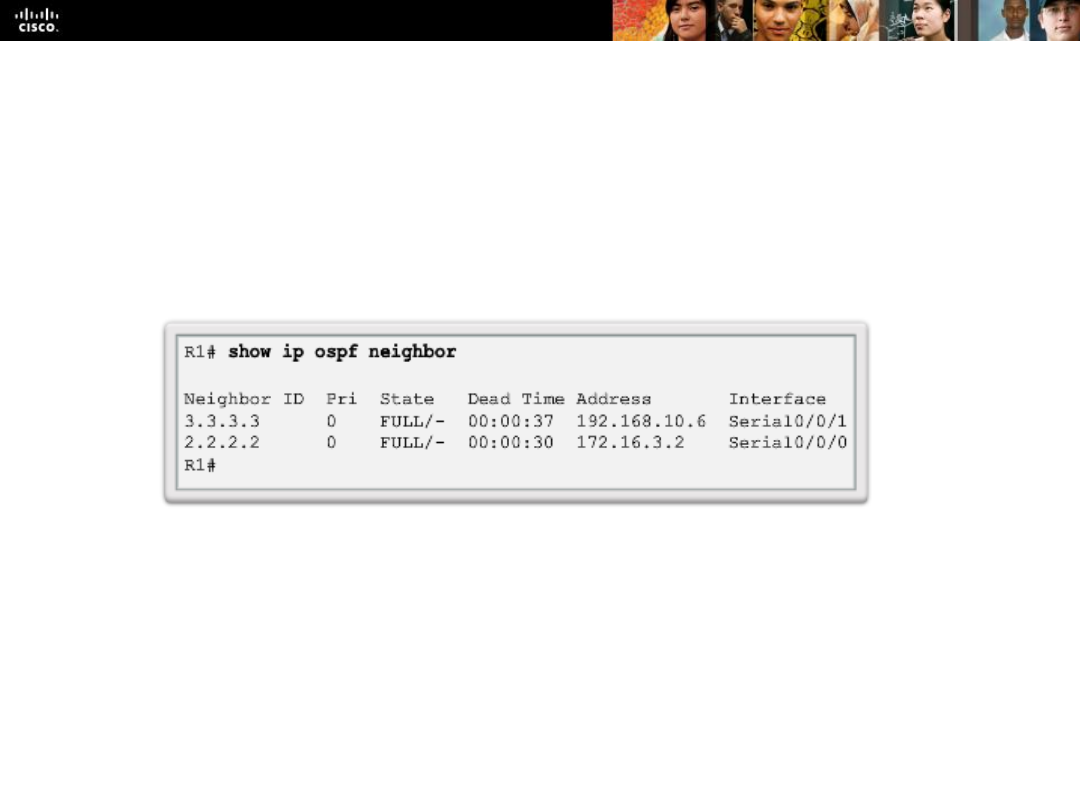 CISCO.
R1# show ip ospf neighbor
Neighbor ID Pri State Dead Time Address Interface
3.3.3.3 0 FULL/- 00:00:37 192.168.10.6 Serial0/0/1
2.2.2.2 0 FULL/- 00:00:30 172.16.3.2 Serial0/0/0
R1#